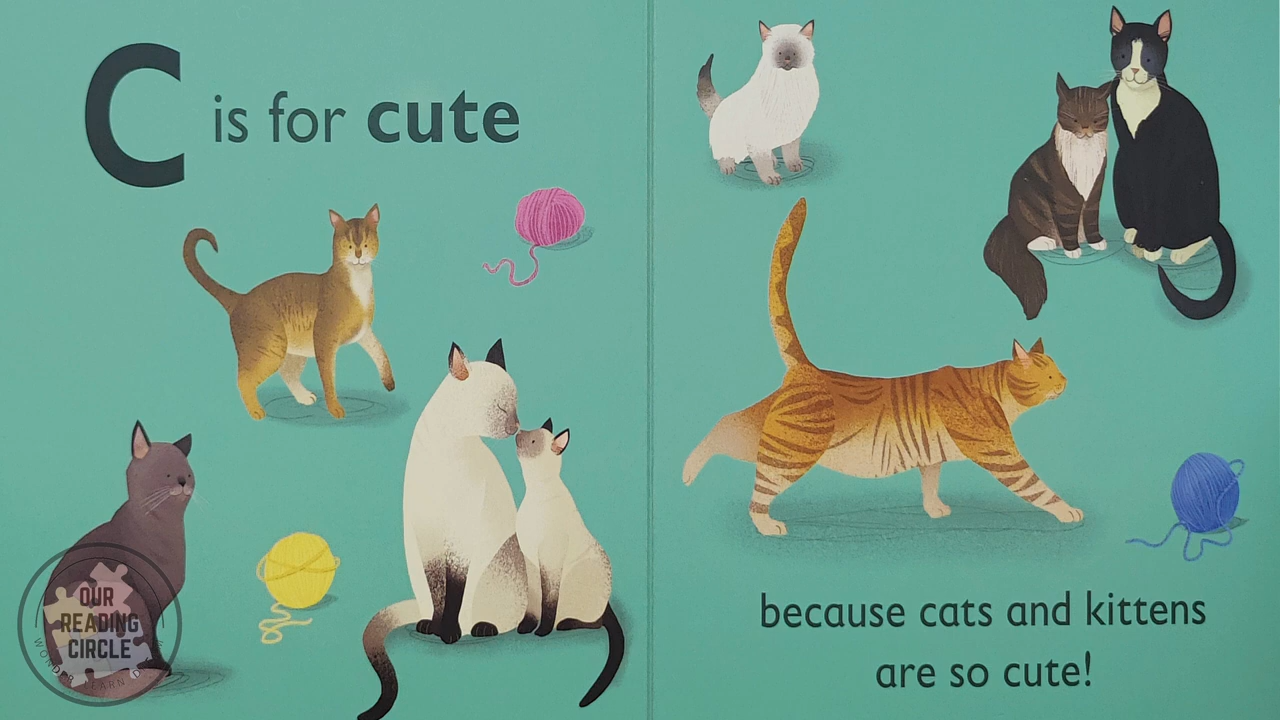 C is for cute
because cats and kittens
are so cute!
OUR
READING
CIRCLE